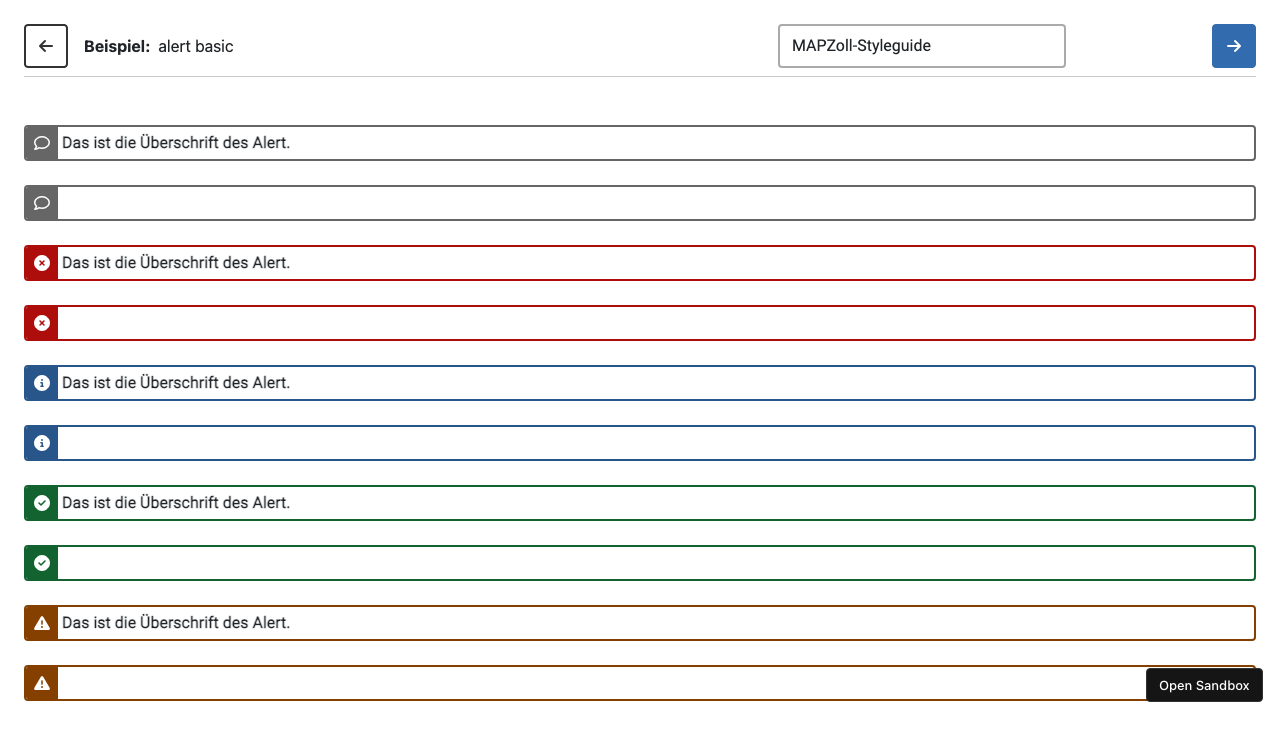 Beispiel: alert basic
MAPZoll-Styleguide
Das ist die Überschrift des Alert.
Das ist die Überschrift des Alert.
Das ist die Überschrift des Alert.
Das ist die Überschrift des Alert.
Das ist die Überschrift des Alert.
Open Sandbox